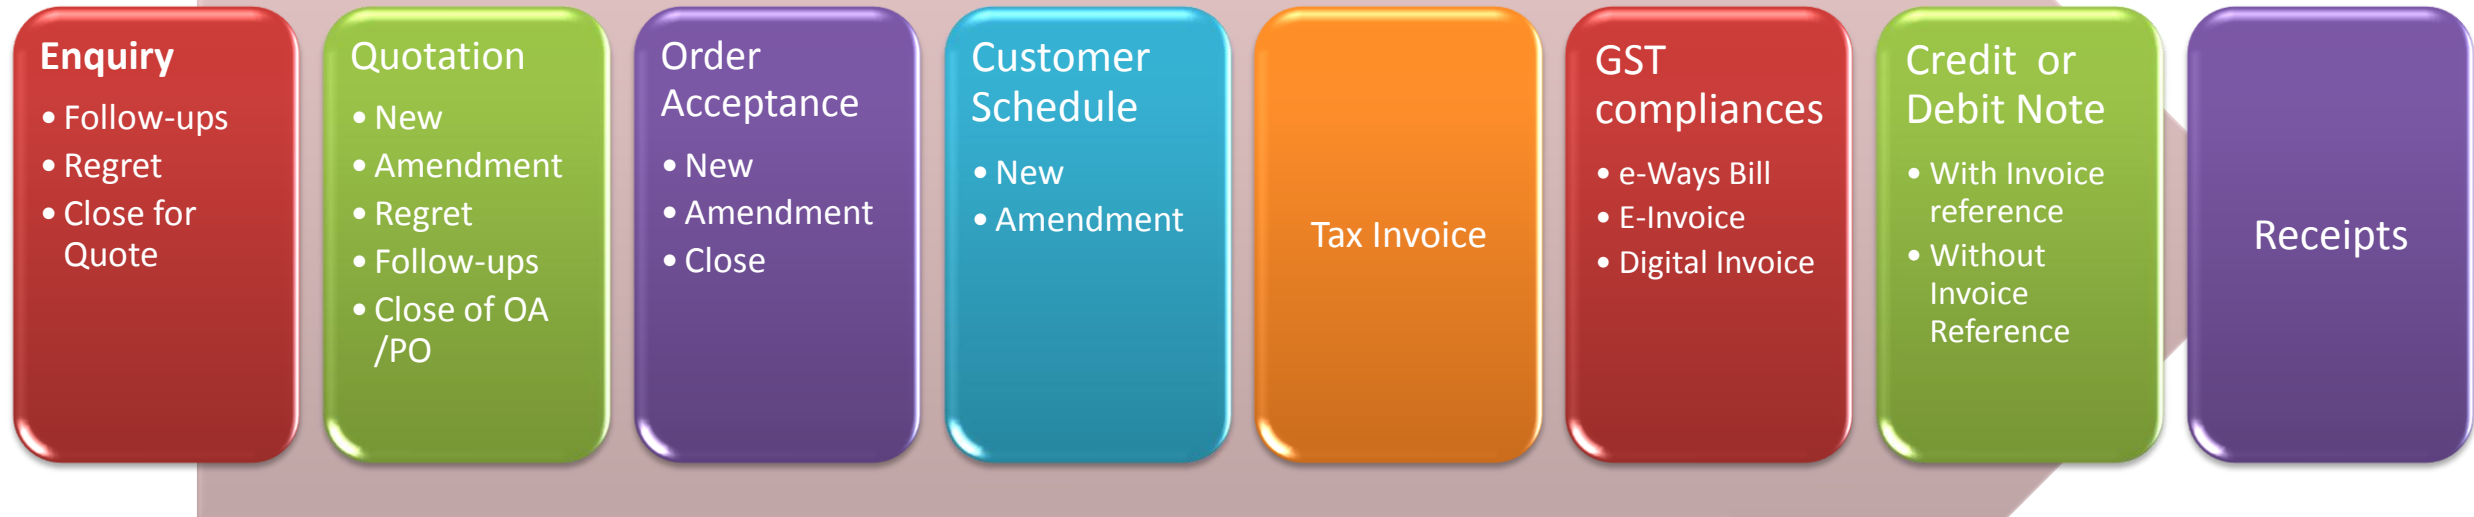 Enquiry
• Follow-ups
• Regret
• Close for
Quote
Quotation
• New
• Amendment
• Regret
• Follow-ups
• Close of OA
/PO
Order
Acceptance
• New
• Amendment
• Close
Customer
Schedule
• New
• Amendment
Tax Invoice
GST
compliances
• e-Ways Bill
• E-Invoice
• Digital Invoice
Credit or
Debit Note
• With Invoice
reference
• Without
Invoice
Reference
Receipts